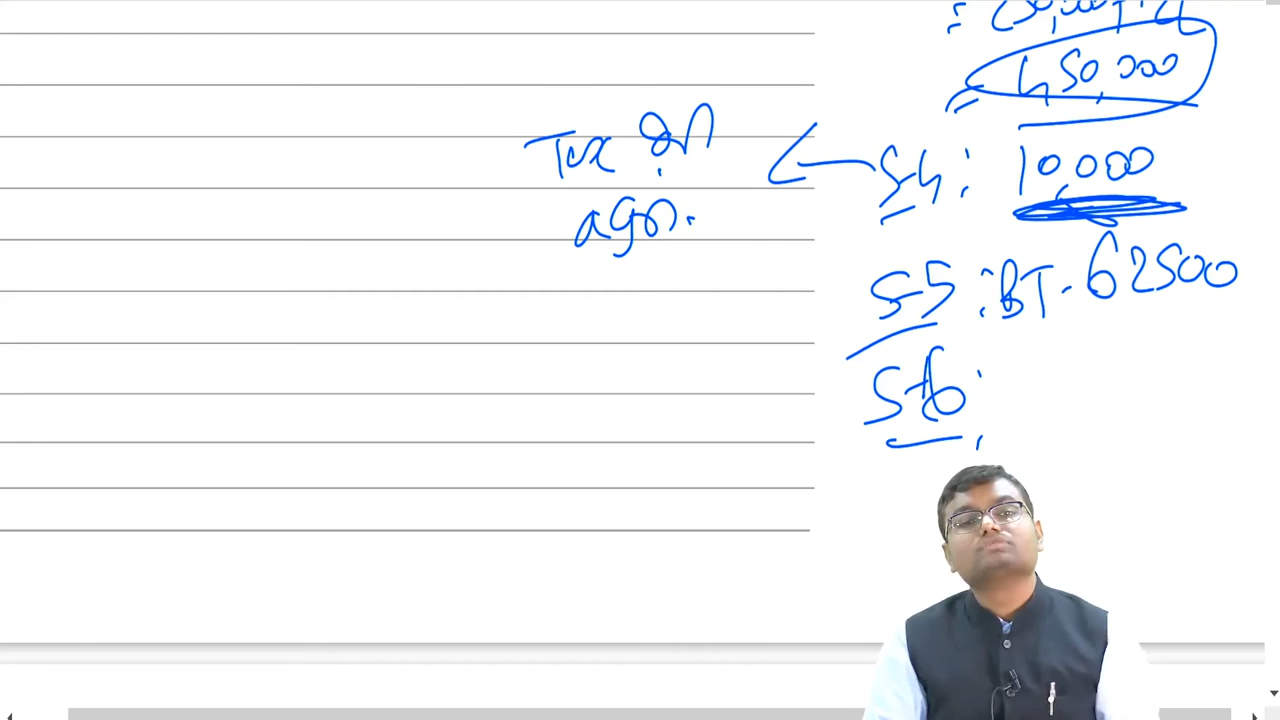 450,000
Tax on S-4: 10,000
agri.
S-5 : BT. 62500
S-6: